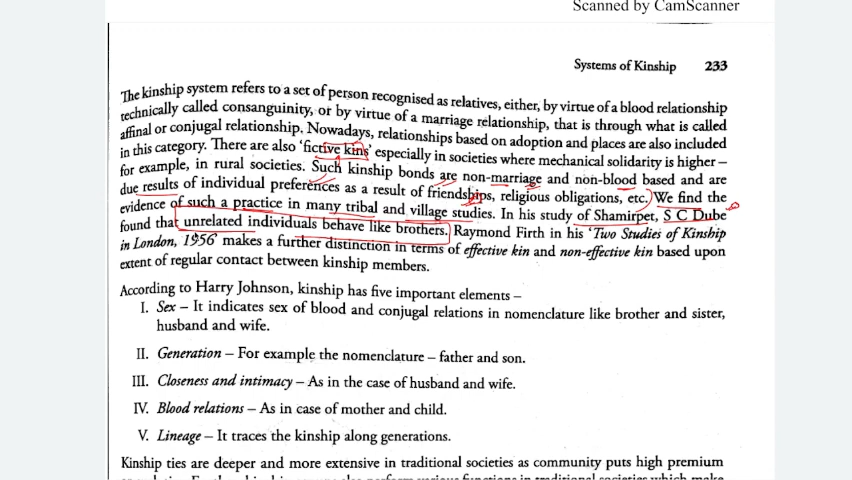 Scanned by CamScanner
Systems of Kinship 233
The kinship system refers to a set of person recognised as relatives, either, by virtue of a blood relationship
technically called consanguinity, or by virtue of a marriage relationship, that is through what is called
affinal or conjugal relationship. Nowadays, relationships based on adoption and places are also included
in this category. There are also 'fictive kins' especially in societies where mechanical solidarity is higher –
for example, in rural societies. Such kinship bonds are non-marriage and non-blood based and are
due results of individual preferences as a result of friendships, religious obligations, etc. We find the
evidence of such a practice in many tribal and village studies. In his study of Shamirpet, S C Dube
found that unrelated individuals behave like brothers. Raymond Firth in his 'Two Studies of Kinship
in London, 1956' makes a further distinction in terms of effective kin and non-effective kin based upon
extent of regular contact between kinship members.
According to Harry Johnson, kinship has five important elements –
I. Sex – It indicates sex of blood and conjugal relations in nomenclature like brother and sister,
husband and wife.
II. Generation – For example the nomenclature – father and son.
III. Closeness and intimacy – As in the case of husband and wife.
IV. Blood relations – As in case of mother and child.
V. Lineage – It traces the kinship along generations.
Kinship ties are deeper and more extensive in traditional societies as community puts high premium